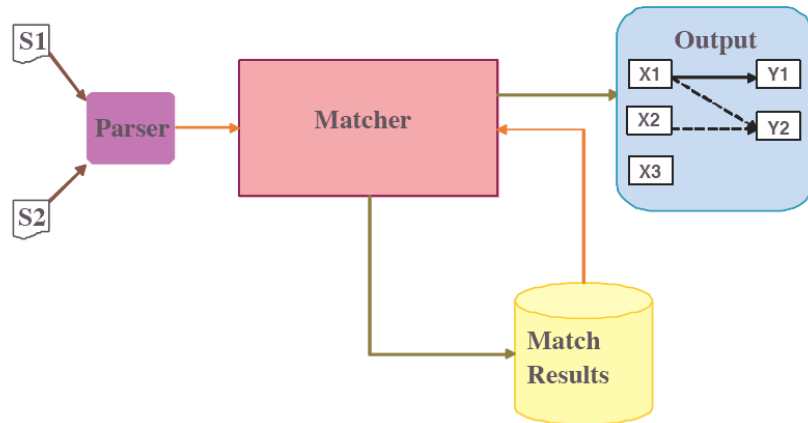 S1
S2
Parser
Matcher
Output
X1
Y1
X2
Y2
X3
Match
Results